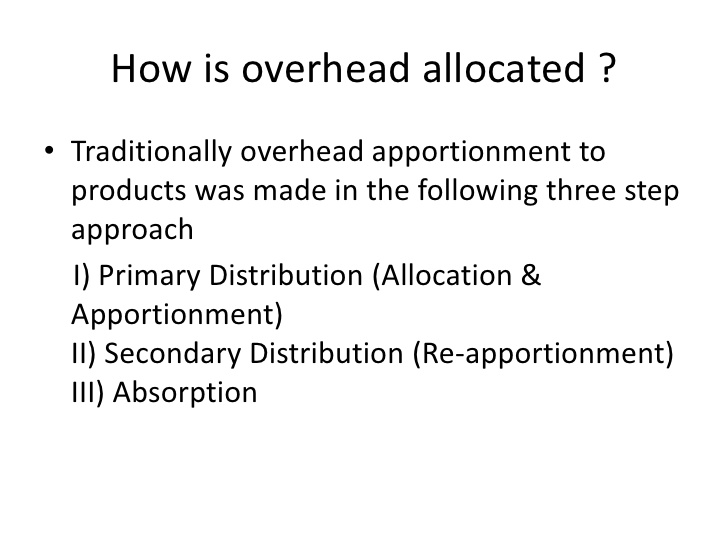 How is overhead allocated ?
• Traditionally overhead apportionment to
products was made in the following three step
approach
I) Primary Distribution (Allocation &
Apportionment)
II) Secondary Distribution (Re-apportionment)
III) Absorption